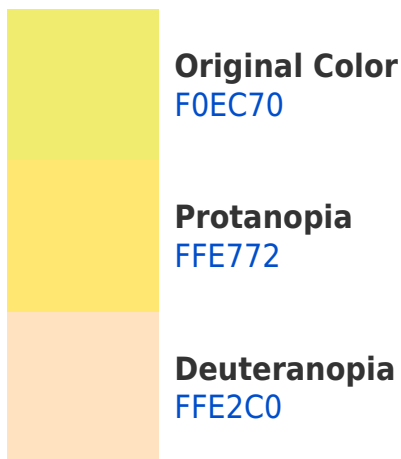 Original Color
F0EC70
Protanopia
FFE772
Deuteranopia
FFE2C0